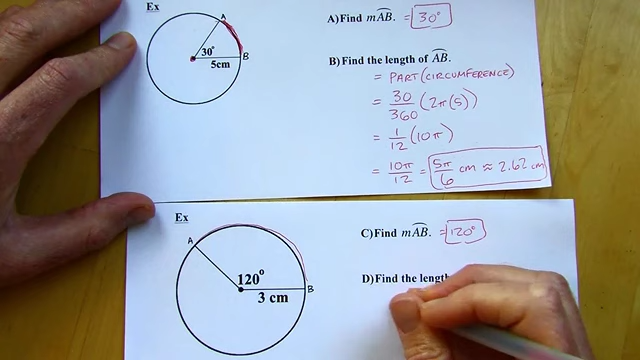 Ex
A
30°
B
5cm
A) Find mAB. = 30°
B) Find the length of AB.
= PART (CIRCUMFERENCE)
= 30/360 (2π(5))
= 1/12 (10π)
= 10π/12 = 5π/6 cm ≈ 2.62 cm
Ex
A
120°
B
3 cm
C) Find mAB. = 120°
D) Find the length